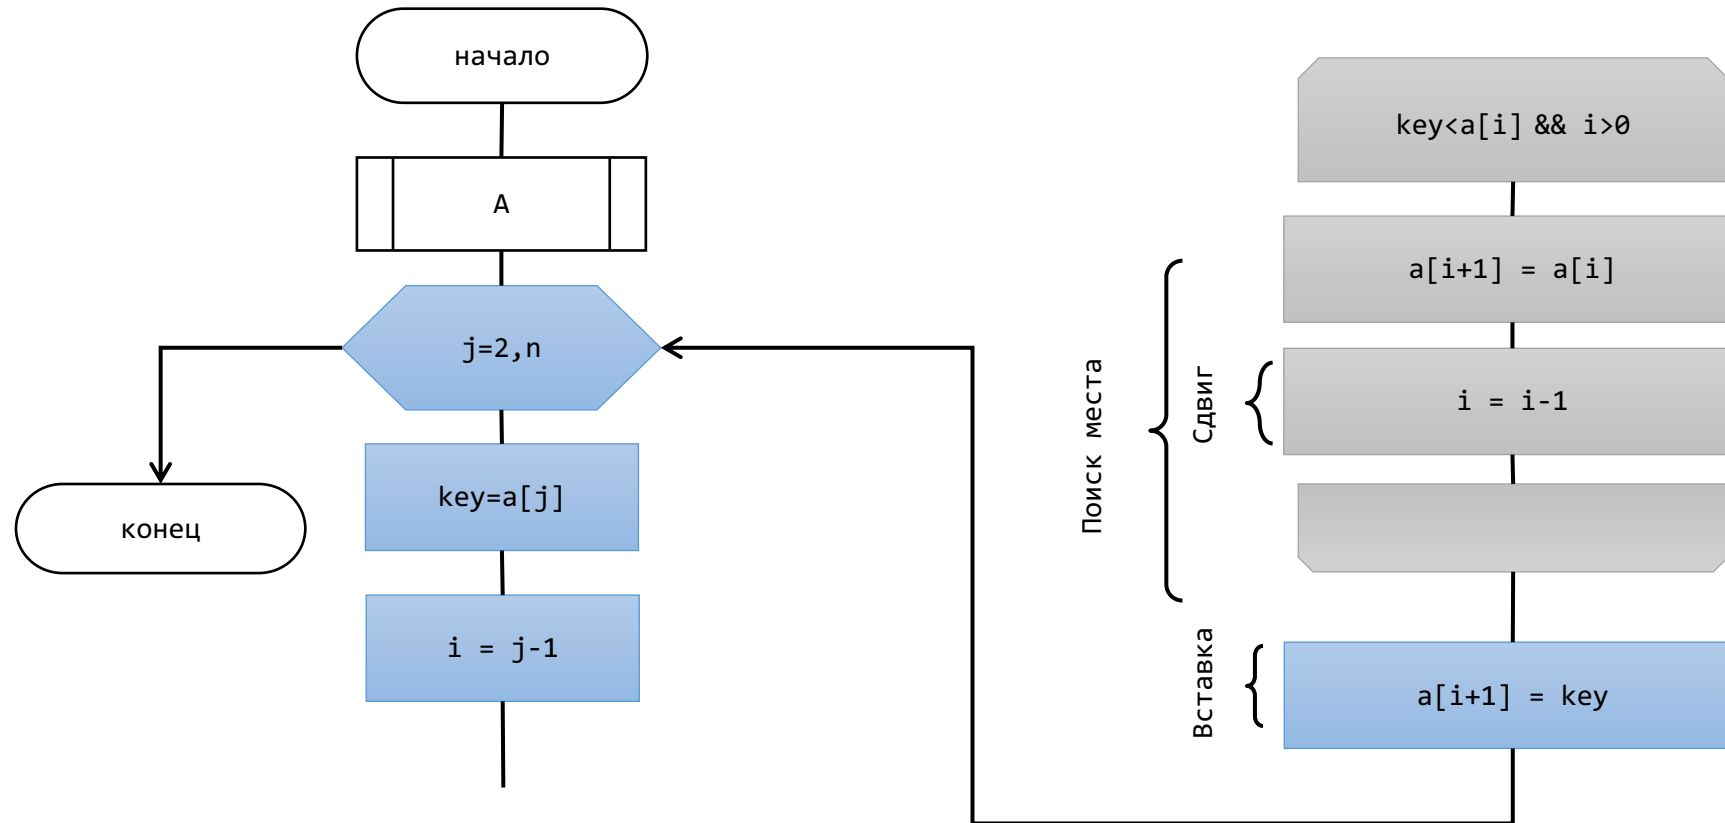 начало
A
j=2,n
key=a[j]
i = j-1
конец
key<a[i] && i>0
a[i+1] = a[i]
i = i-1
Поиск места
Сдвиг
Вставка
a[i+1] = key